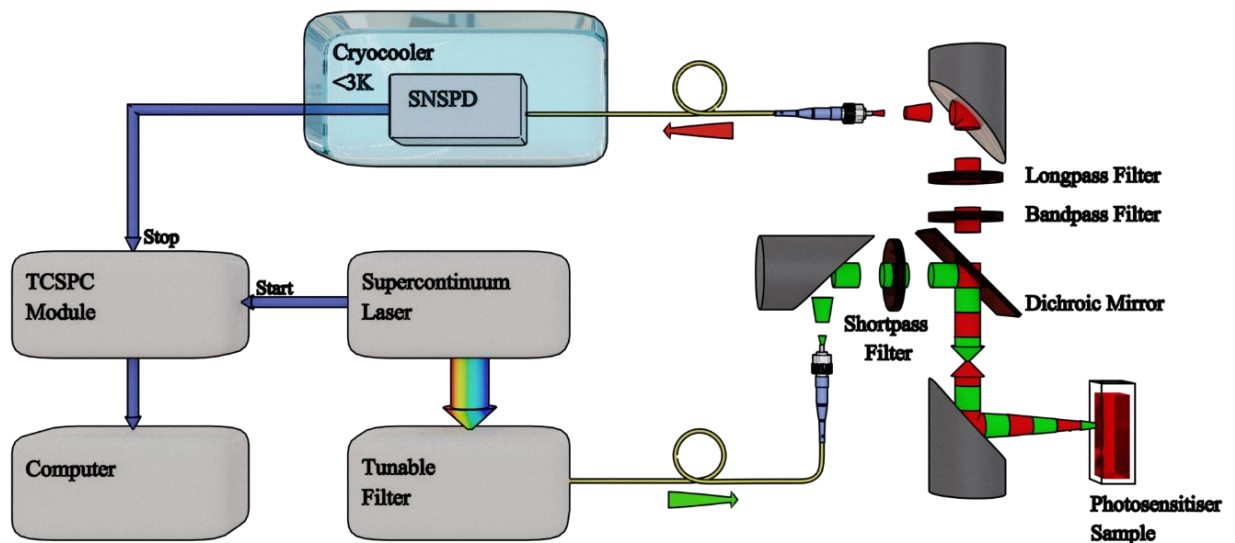 Cryocooler
<3K
SNSPD
Longpass Filter
Bandpass Filter
Stop
TCSPC
Module
Start
Supercontinuum
Laser
Shortpass
Filter
Dichroic Mirror
Computer
Tunable
Filter
Photosensitiser
Sample